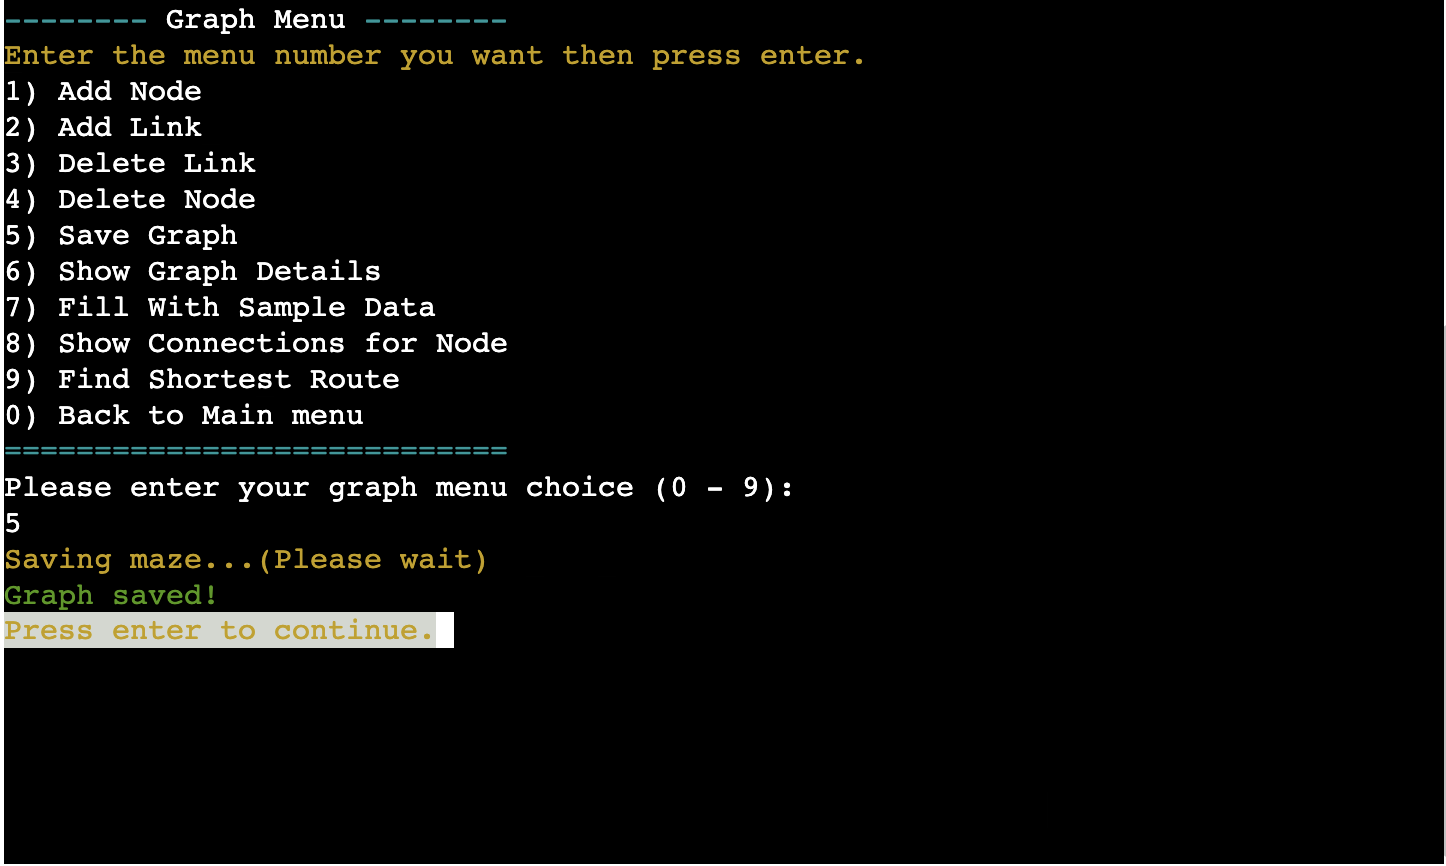 -------- Graph Menu --------
Enter the menu number you want then press enter.
1) Add Node
2) Add Link
3) Delete Link
4) Delete Node
5) Save Graph
6) Show Graph Details
7) Fill With Sample Data
8) Show Connections for Node
9) Find Shortest Route
0) Back to Main menu
============================
Please enter your graph menu choice (0 - 9):
5
Saving maze...(Please wait)
Graph saved!
Press enter to continue.